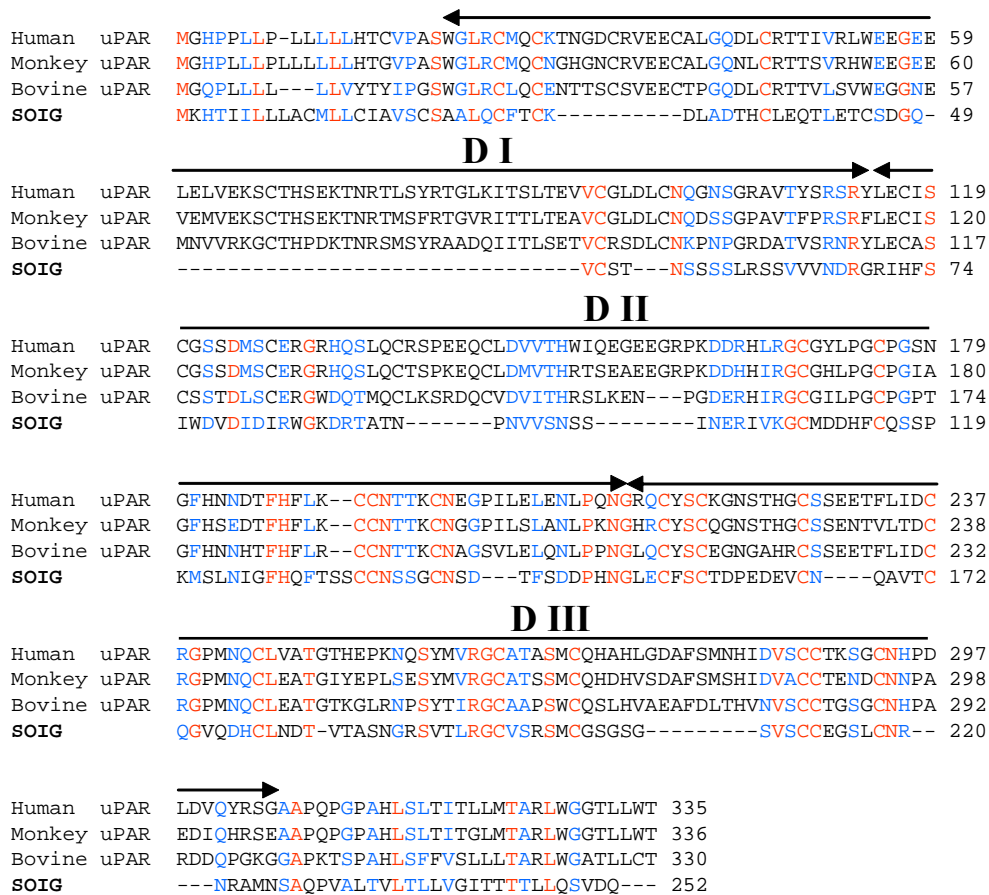 Human uPAR MGHPPLLP-LLLLLHTCVPASWGLRCMQCKTNGDCRVEECALGQDLCRTTIVRLWEEGEE 59
Monkey uPAR MGHPLLLPLLLLLHTGVPASWGLRCMQCNGHGNCRVEECALGQNLCRTTSVRHWEEGEE 60
Bovine uPAR MGQPLLLL---LLVYTYIPGSWGLRCLQCENTTSCSVEECTPGQDLCRTTVLSVWEGGNE 57
SOIG MKHTIILLLLACMLLCIAVSCSAALQCFTCK----------DLADTHCLEQTLETCSDGQ- 49
D I
Human uPAR LELVEKSCTHSEKTNRTLSYRTGLKITSLTEVVCGLDLCNQGNSGRAVTYSRSRYLECIS 119
Monkey uPAR VEMVEKSCTHSEKTNRTMSFRTGVRITTLTEAVCGLDLCNQDSSGPAVTFPRSRFLECIS 120
Bovine uPAR MNVVRKGCTHPDKTNRSMSYRAADQIITLSETVCRSDLCNKPNPGRDATVSRNRYLECAS 117
SOIG --------------------------------VCST---NSSSSLRSSVVVNDRGRIHFS 74
D II
Human uPAR CGSSDMSCERGRHQSLQCRSPEEQCLDVVTHWIQEGEEGRPKDDRHLRGCGYLPGCPGSN 179
Monkey uPAR CGSSDMSCERGRHQSLQCTSPKEQCLDMVTHRTSEAEEGRPKDDHHIRGCGHLPGCPGIA 180
Bovine uPAR CSSTDLSCERGWDQTMQCLKSRDQCVDVITHRSLKEN---PGDERHIRGCGILPGCPGPT 174
SOIG IWDVDIDIRWGKDRTATN-------PNVVSNSS-------INERIVKGCMDDHFCQSSP 119
Human uPAR GFHNNDTFHFLK--CCNTTKCNEGPILELENLPQNGRQCYSCKGNSTHGCSSEETFLIDC 237
Monkey uPAR GFHSEDTFHFLK--CCNTTKCNGGPILSLANLPKNGHRCYSCQGNSTHGCSSENTVLTDC 238
Bovine uPAR GFHNNHTFHFLR--CCNTTKCNAGSVLELQNLPPNGLQCYSCEGNGAHRCSSEETFLIDC 232
SOIG KMSLNIGFHQFTSSCCNSSGCNSD---TFSDDPHNGLECFSCTDPEDEVCN----QAVTC 172
D III
Human uPAR RGPMNQCLVATGTHEPKNQSYMVRGCATASMCQHAHLGDAFSMNHIDVSCCTKSGCNHPD 297
Monkey uPAR RGPMNQCLEATGIYEPLSESYMVRGCATSSMCQHDHVSDAFSMSHIDVACCTENDCNNPA 298
Bovine uPAR RGPMNQCLEATGTKGLRNPSYTIRGCAAPSWCQSLHVAEAFDLTHVNVSCCTGSGCNHPA 292
SOIG QGVQDHCLNDT-VTASNGRSVTLRGCVSRSMCGSGSG---------SVSCCEGSLCNR-- 220
Human uPAR LDVQYRSGAAPQPGPAHLSLTITLLMTARLWGGTLLWT 335
Monkey uPAR EDIQHRSEAAPQPGPAHLSLTITGLMTARLWGGTLLWT 336
Bovine uPAR RDDQPGKGGAPKTSPAHLSFFVSLLLTARLWGATLLCT 330
SOIG ---NRAMNSAQPVALTVLTLLVGITTTTLLQSVDQ--- 252